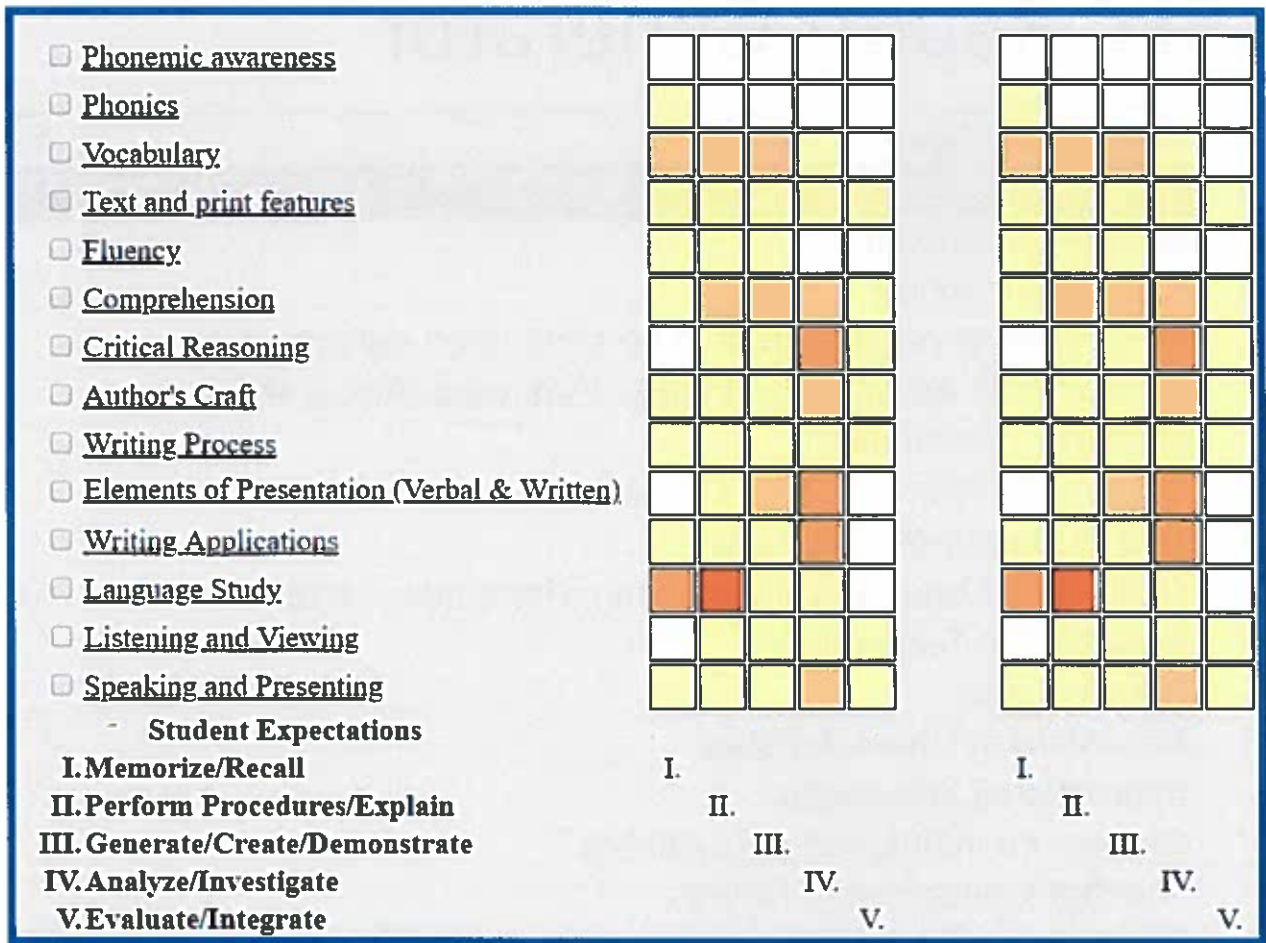 Phonemic awareness
Phonics
Vocabulary
Text and print features
Fluency
Comprehension
Critical Reasoning
Author's Craft
Writing Process
Elements of Presentation (Verbal & Written)
Writing Applications
Language Study
Listening and Viewing
Speaking and Presenting
Student Expectations
I. Memorize/Recall I. I.
II. Perform Procedures/Explain II. II.
III. Generate/Create/Demonstrate III. III.
IV. Analyze/Investigate IV. IV.
V. Evaluate/Integrate V. V.